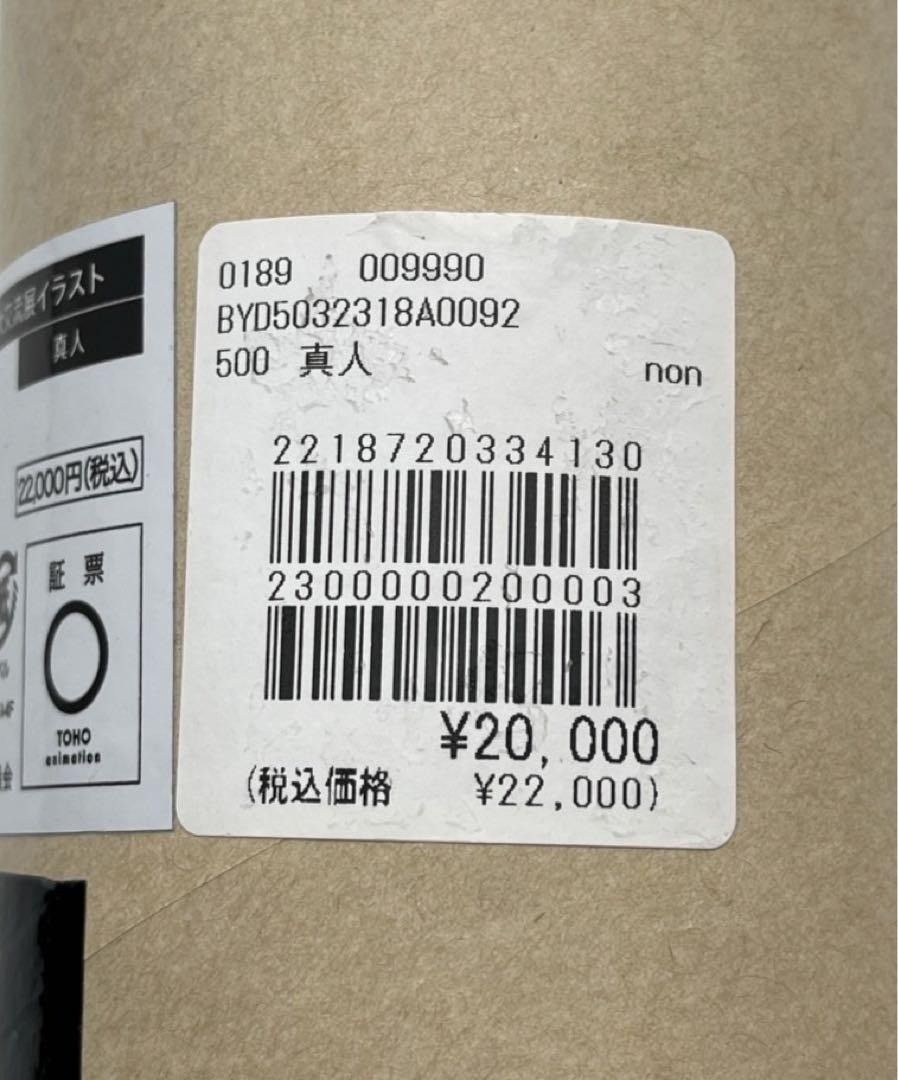 展イラスト
真人
22,000円(税込)
証票
TOHO
animation
0189 009990
BYD5032318A0092
500 真人 non
2218720334130
2300000200003
¥20,000
(税込価格 ¥22,000)